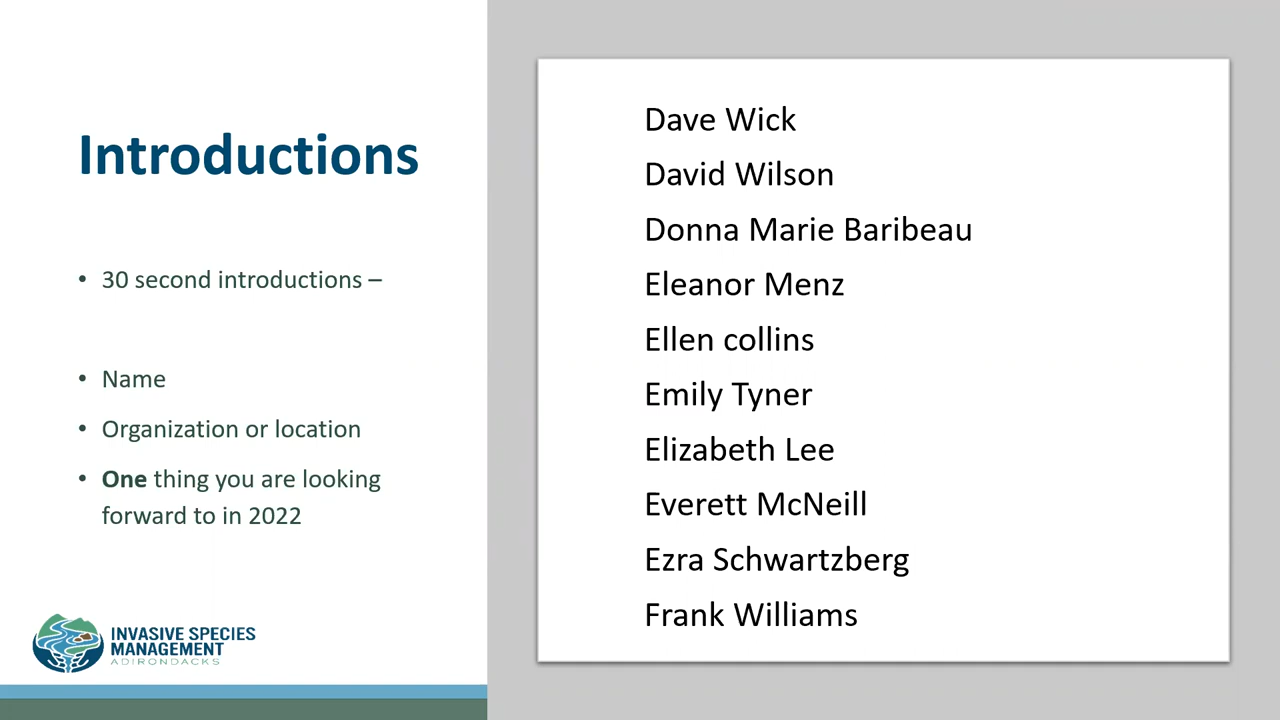 Introductions
• 30 second introductions –
• Name
• Organization or location
• One thing you are looking
forward to in 2022
INVASIVE SPECIES
MANAGEMENT
ADIRONDACKS
Dave Wick
David Wilson
Donna Marie Baribeau
Eleanor Menz
Ellen collins
Emily Tyner
Elizabeth Lee
Everett McNeill
Ezra Schwartzberg
Frank Williams